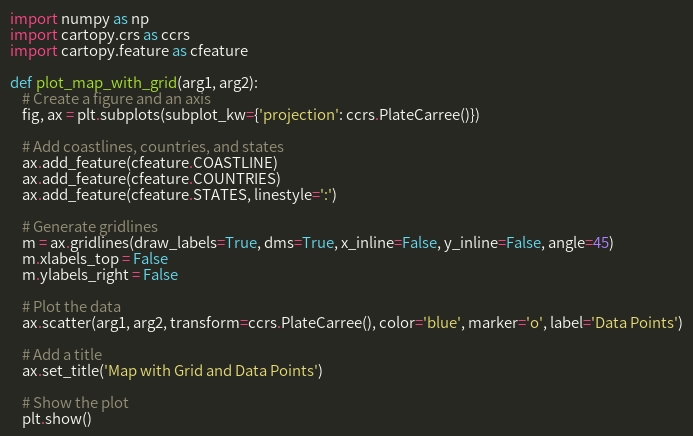 import numpy as np
import cartopy.crs as ccrs
import cartopy.feature as cfeature
def plot_map_with_grid(arg1, arg2):
# Create a figure and an axis
fig, ax = plt.subplots(subplot_kw={'projection': ccrs.PlateCarree()})
# Add coastlines, countries, and states
ax.add_feature(cfeature.COASTLINE)
ax.add_feature(cfeature.COUNTRIES)
ax.add_feature(cfeature.STATES, linestyle=':')
# Generate gridlines
m = ax.gridlines(draw_labels=True, dms=True, x_inline=False, y_inline=False, angle=45)
m.xlabels_top = False
m.ylabels_right = False
# Plot the data
ax.scatter(arg1, arg2, transform=ccrs.PlateCarree(), color='blue', marker='o', label='Data Points')
# Add a title
ax.set_title('Map with Grid and Data Points')
# Show the plot
plt.show()